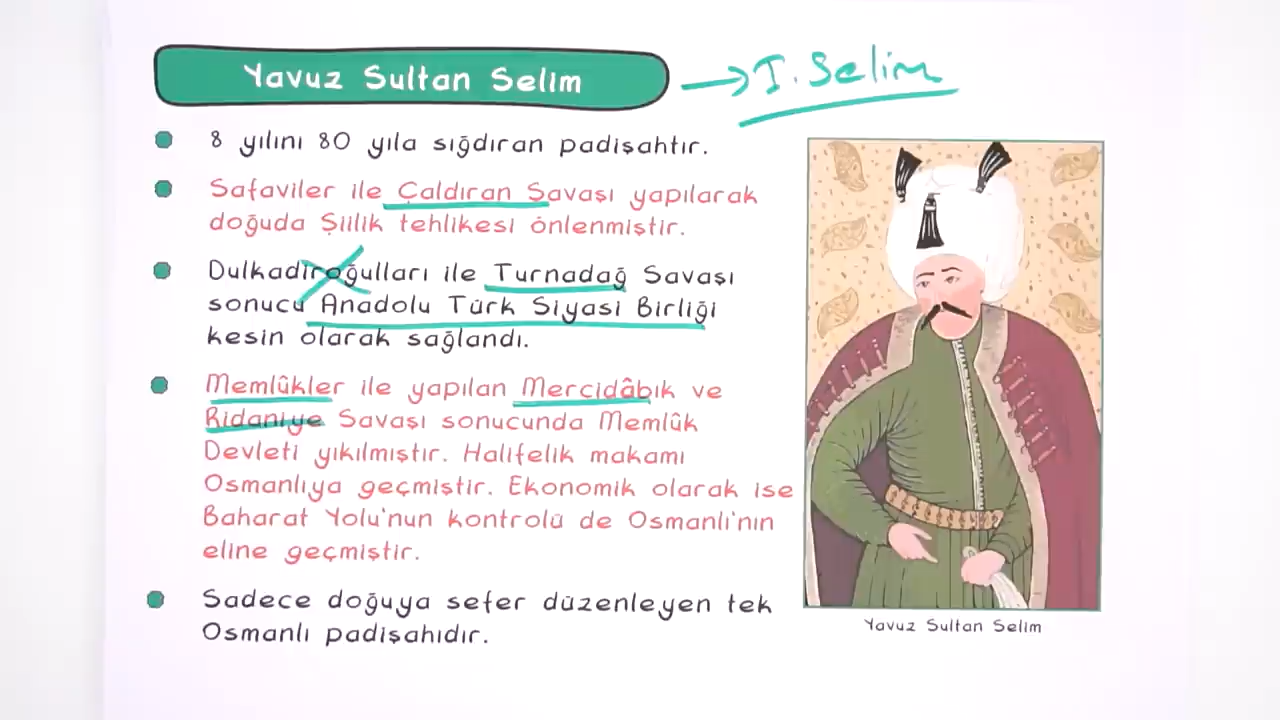 Yavuz Sultan Selim
→ I. Selim
8 yılını 80 yıla sığdıran padişahtır.
Safaviler ile Çaldıran Savaşı yapılarak
doğuda Şiilik tehlikesi önlenmiştir.
Dulkadiroğulları ile Turnadağ Savaşı
sonucu Anadolu Türk Siyasi Birliği
kesin olarak sağlandı.
Memlûkler ile yapılan Mercidâbık ve
Ridaniye Savaşı sonucunda Memlûk
Devleti yıkılmıştır. Halifelik makamı
Osmanlıya geçmiştir. Ekonomik olarak ise
Baharat Yolu'nun kontrolü de Osmanlı'nın
eline geçmiştir.
Sadece doğuya sefer düzenleyen tek
Osmanlı padişahıdır.
Yavuz Sultan Selim